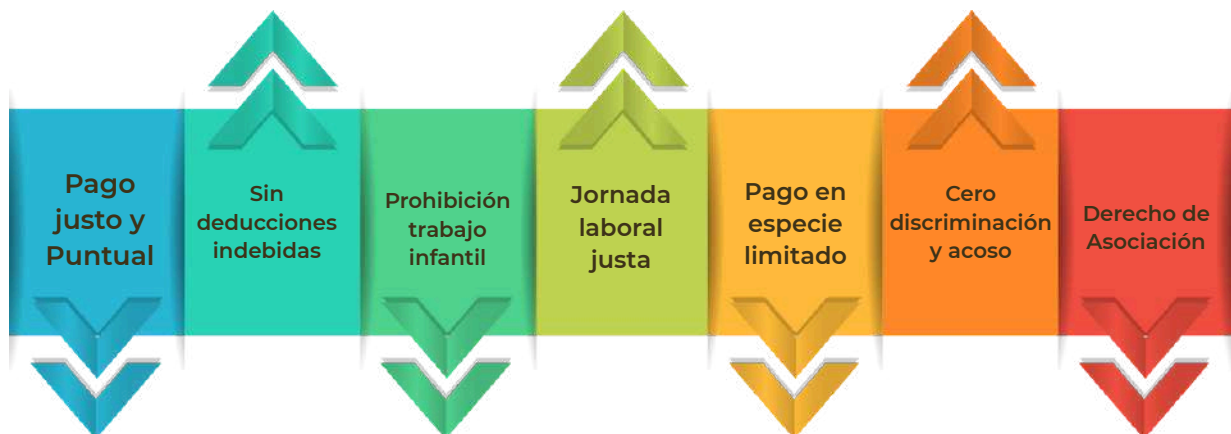 Pago
justo y
Puntual
Sin
deducciones
indebidas
Prohibición
trabajo
infantil
Jornada
laboral
justa
Pago en
especie
limitado
Cero
discriminación
y acoso
Derecho de
Asociación